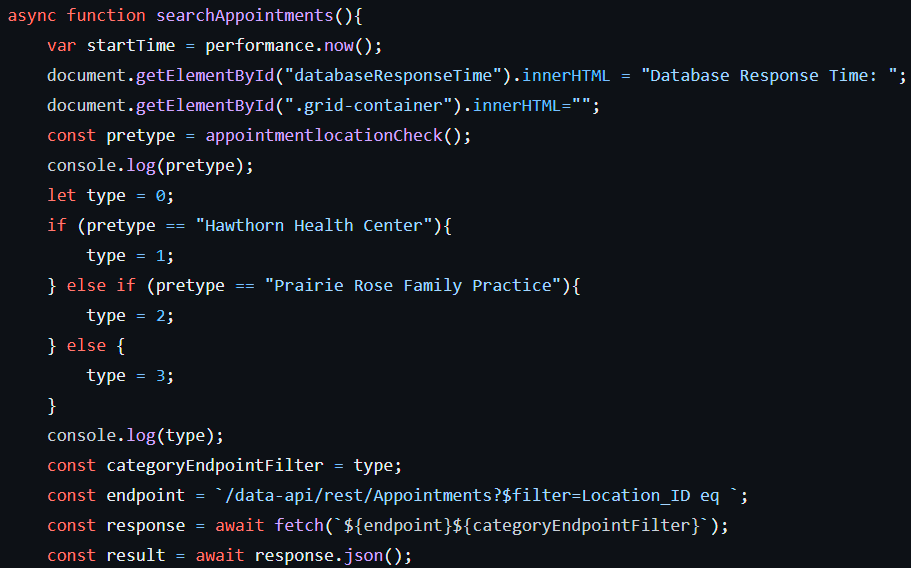 async function searchAppointments(){
    var startTime = performance.now();
    document.getElementById("databaseResponseTime").innerHTML = "Database Response Time: ";
    document.getElementById(".grid-container").innerHTML="";
    const pretype = appointmentlocationCheck();
    console.log(pretype);
    let type = 0;
    if (pretype == "Hawthorn Health Center"){
        type = 1;
    } else if (pretype == "Prairie Rose Family Practice"){
        type = 2;
    } else {
        type = 3;
    }
    console.log(type);
    const categoryEndpointFilter = type;
    const endpoint = `/data-api/rest/Appointments?$filter=Location_ID eq `;
    const response = await fetch(`${endpoint}${categoryEndpointFilter}`);
    const result = await response.json();